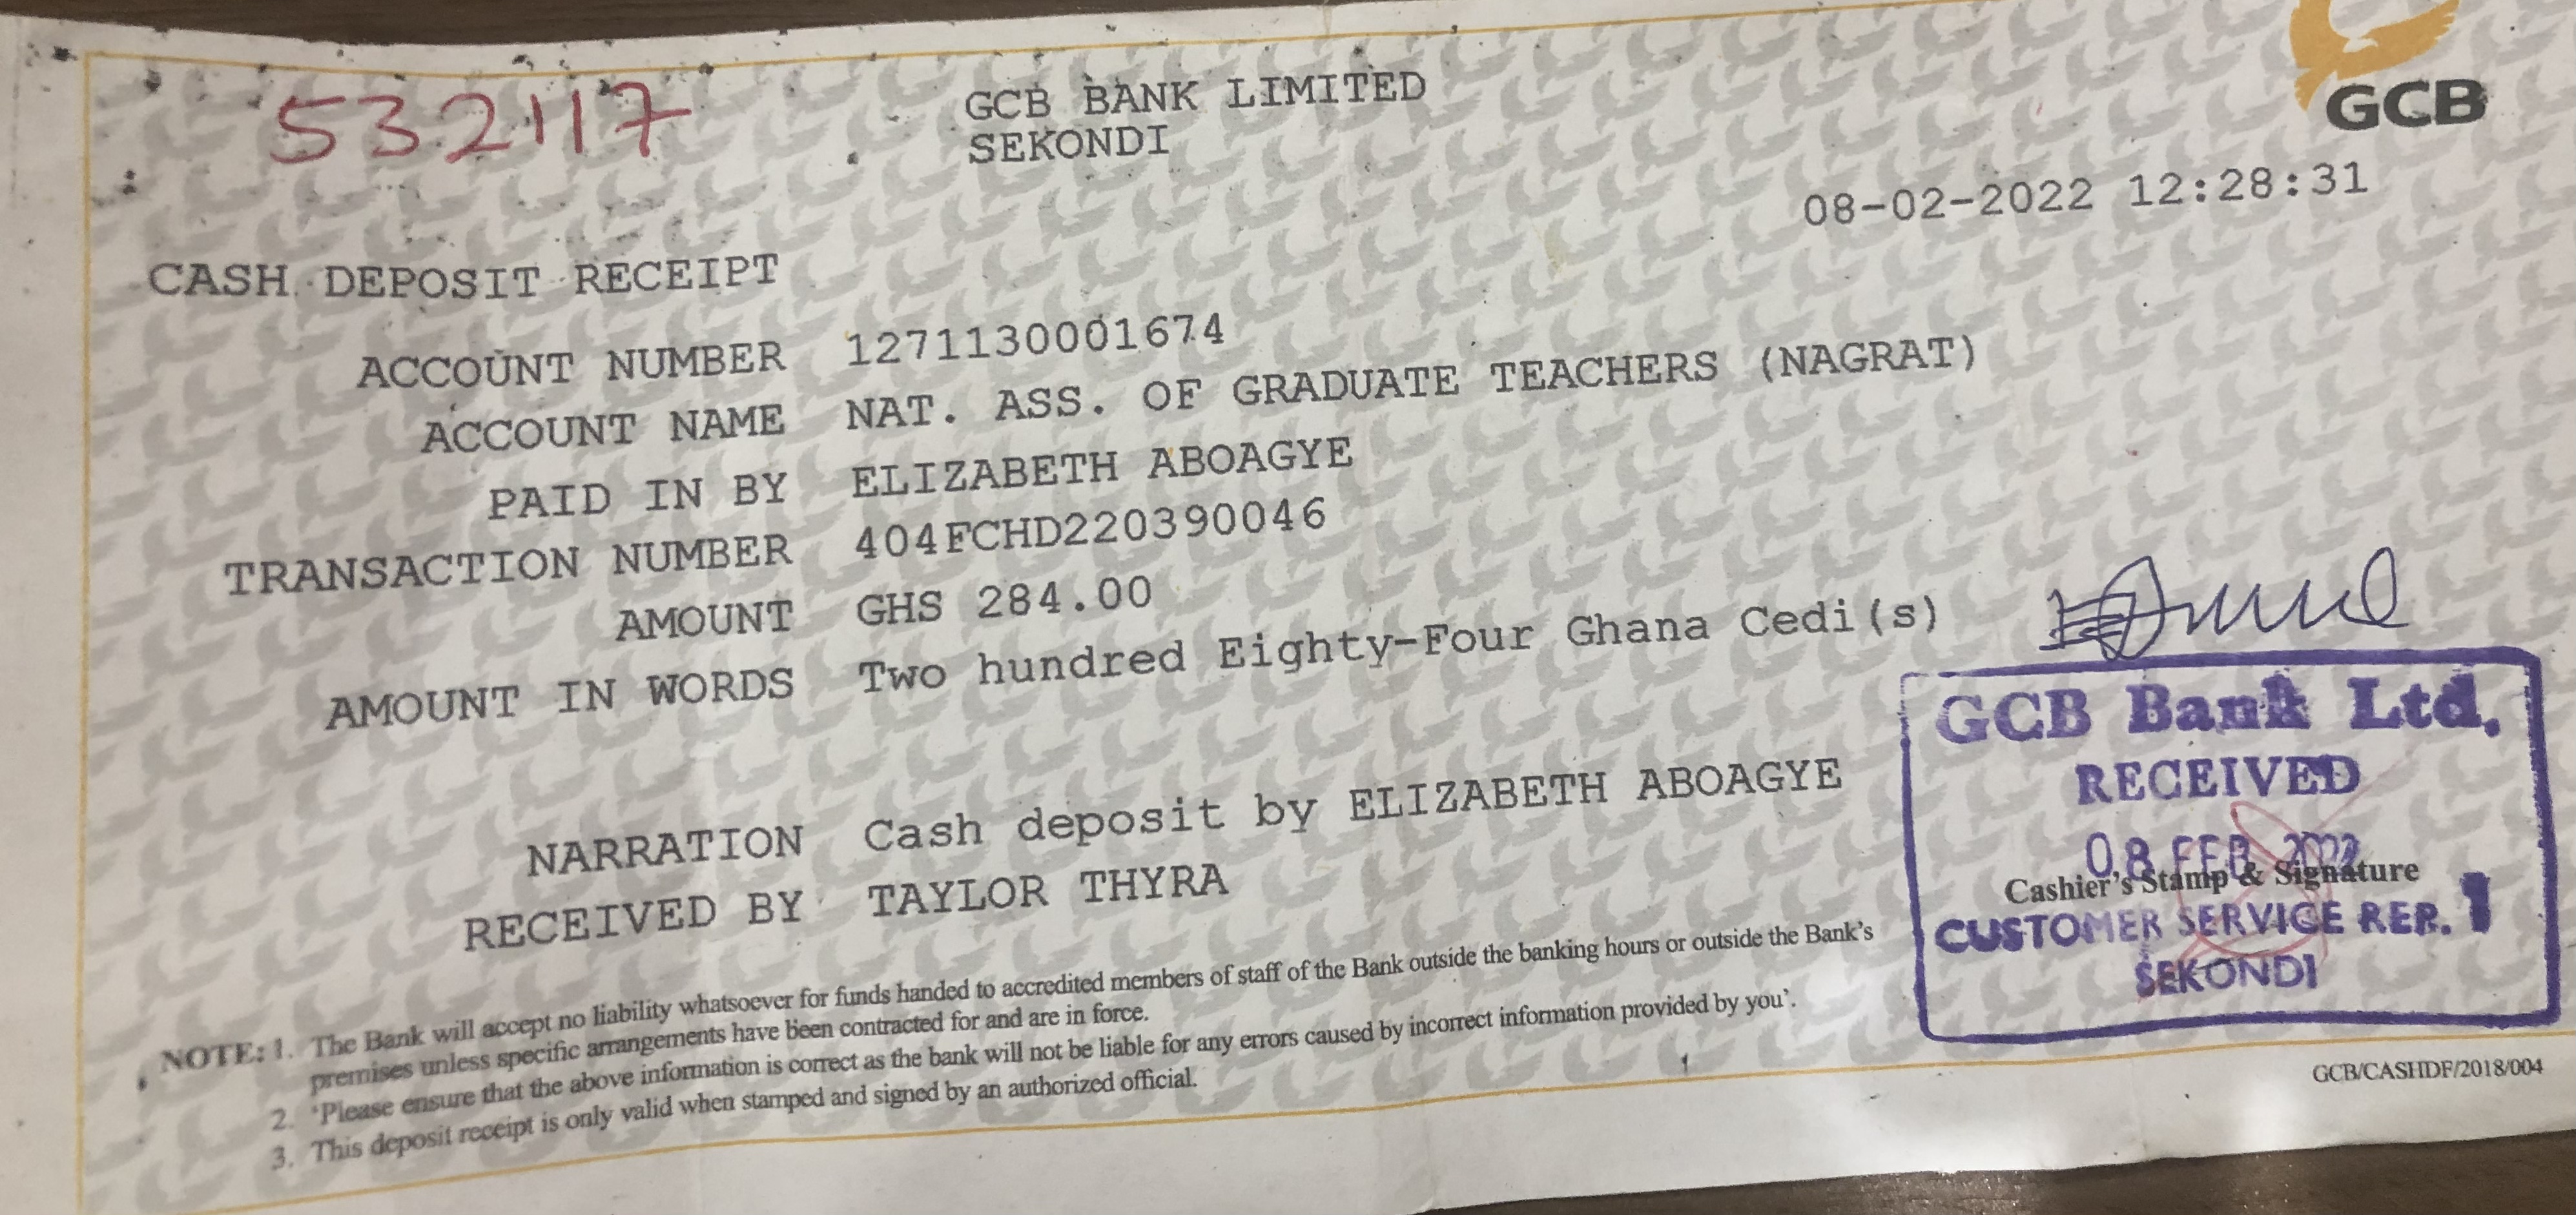 532117
GCB BANK LIMITED
SEKONDI
GCB
08-02-2022 12:28:31
CASH DEPOSIT RECEIPT
ACCOUNT NUMBER 1271130001674
ACCOUNT NAME NAT. ASS. OF GRADUATE TEACHERS (NAGRAT)
PAID IN BY ELIZABETH ABOAGYE
TRANSACTION NUMBER 404FCHD220390046
AMOUNT GHS 284.00
AMOUNT IN WORDS Two hundred Eighty-Four Ghana Cedi(s)
NARRATION Cash deposit by ELIZABETH ABOAGYE
RECEIVED BY TAYLOR THYRA
GCB Bank Ltd.
RECEIVED
08 FEB 2022
Cashier's Stamp & Signature
CUSTOMER SERVICE REP. 1
SEKONDI
NOTE: 1. The Bank will accept no liability whatsoever for funds handed to accredited members of staff of the Bank outside the banking hours or outside the Bank's
premises unless specific arrangements have been contracted for and are in force.
2. 'Please ensure that the above information is correct as the bank will not be liable for any errors caused by incorrect information provided by you'.
3. This deposit receipt is only valid when stamped and signed by an authorized official.
GCB/CASHDF/2018/004